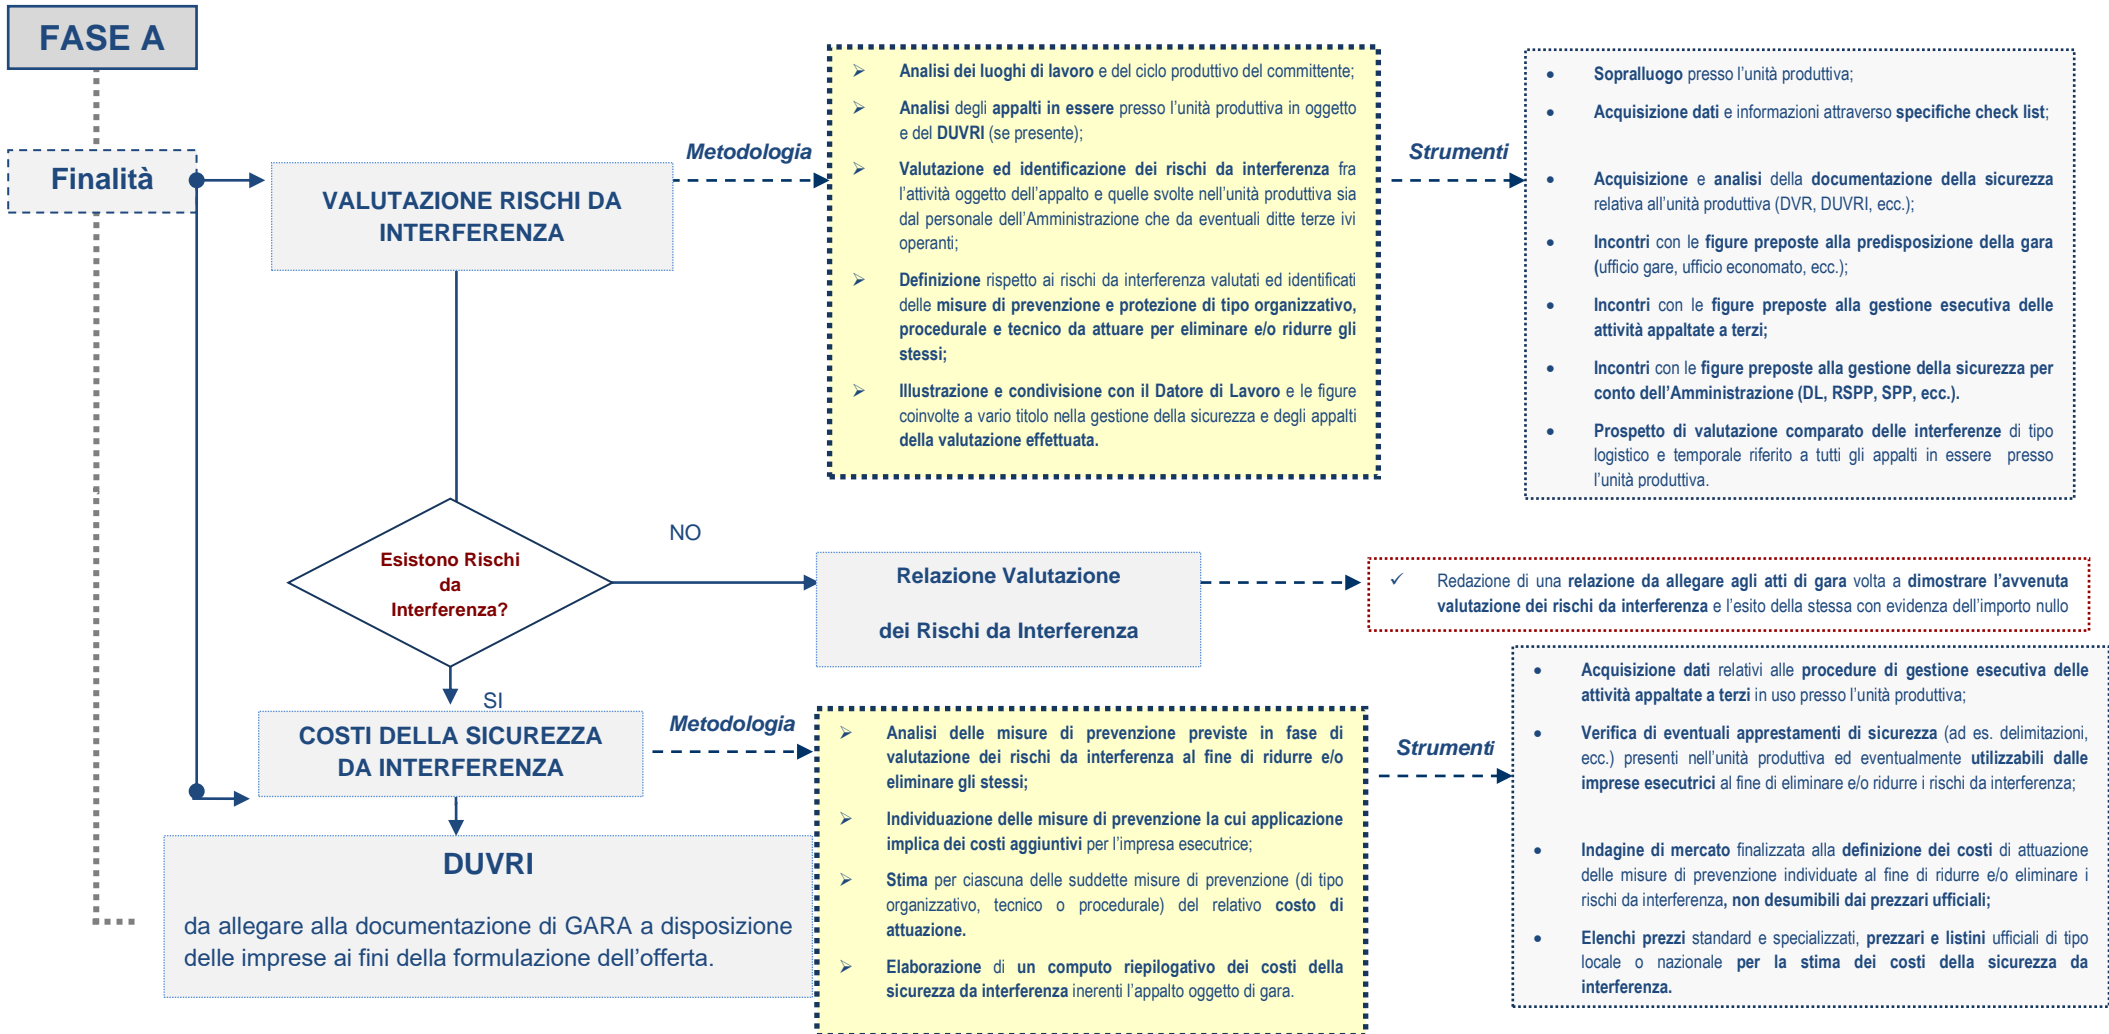 FASE A
Finalità
VALUTAZIONE RISCHI DA
INTERFERENZA
Metodologia
Analisi dei luoghi di lavoro e del ciclo produttivo del committente;
Analisi degli appalti in essere presso l'unità produttiva in oggetto
e del DUVRI (se presente);
Valutazione ed identificazione dei rischi da interferenza fra
l'attività oggetto dell'appalto e quelle svolte nell'unità produttiva sia
dal personale dell'Amministrazione che da eventuali ditte terze ivi
operanti;
Definizione rispetto ai rischi da interferenza valutati ed identificati
delle misure di prevenzione e protezione di tipo organizzativo,
procedurale e tecnico da attuare per eliminare e/o ridurre gli
stessi;
Illustrazione e condivisione con il Datore di Lavoro e le figure
coinvolte a vario titolo nella gestione della sicurezza e degli appalti
della valutazione effettuata.
Strumenti
Sopralluogo presso l'unità produttiva;
Acquisizione dati e informazioni attraverso specifiche check list;
Acquisizione e analisi della documentazione della sicurezza
relativa all'unità produttiva (DVR, DUVRI, ecc.);
Incontri con le figure preposte alla predisposizione della gara
(ufficio gare, ufficio economato, ecc.);
Incontri con le figure preposte alla gestione esecutiva delle
attività appaltate a terzi;
Incontri con le figure preposte alla gestione della sicurezza per
conto dell'Amministrazione (DL, RSPP, SPP, ecc.).
Prospetto di valutazione comparato delle interferenze di tipo
logistico e temporale riferito a tutti gli appalti in essere presso
l'unità produttiva.
Esistono Rischi
da
Interferenza?
NO
Relazione Valutazione
dei Rischi da Interferenza
Redazione di una relazione da allegare agli atti di gara volta a dimostrare l'avvenuta
valutazione dei rischi da interferenza e l'esito della stessa con evidenza dell'importo nullo
SI
COSTI DELLA SICUREZZA
DA INTERFERENZA
Metodologia
Analisi delle misure di prevenzione previste in fase di
valutazione dei rischi da interferenza al fine di ridurre e/o
eliminare gli stessi;
Individuazione delle misure di prevenzione la cui applicazione
implica dei costi aggiuntivi per l'impresa esecutrice;
Stima per ciascuna delle suddette misure di prevenzione (di tipo
organizzativo, tecnico o procedurale) del relativo costo di
attuazione.
Elaborazione di un computo riepilogativo dei costi della
sicurezza da interferenza inerenti l'appalto oggetto di gara.
Strumenti
Acquisizione dati relativi alle procedure di gestione esecutiva delle
attività appaltate a terzi in uso presso l'unità produttiva;
Verifica di eventuali apprestamenti di sicurezza (ad es. delimitazioni,
ecc.) presenti nell'unità produttiva ed eventualmente utilizzabili dalle
imprese esecutrici al fine di eliminare e/o ridurre i rischi da interferenza;
Indagine di mercato finalizzata alla definizione dei costi di attuazione
delle misure di prevenzione individuate al fine di ridurre e/o eliminare i
rischi da interferenza, non desumibili dai prezzari ufficiali;
Elenchi prezzi standard e specializzati, prezzari e listini ufficiali di tipo
locale o nazionale per la stima dei costi della sicurezza da
interferenza.
DUVRI
da allegare alla documentazione di GARA a disposizione
delle imprese ai fini della formulazione dell'offerta.